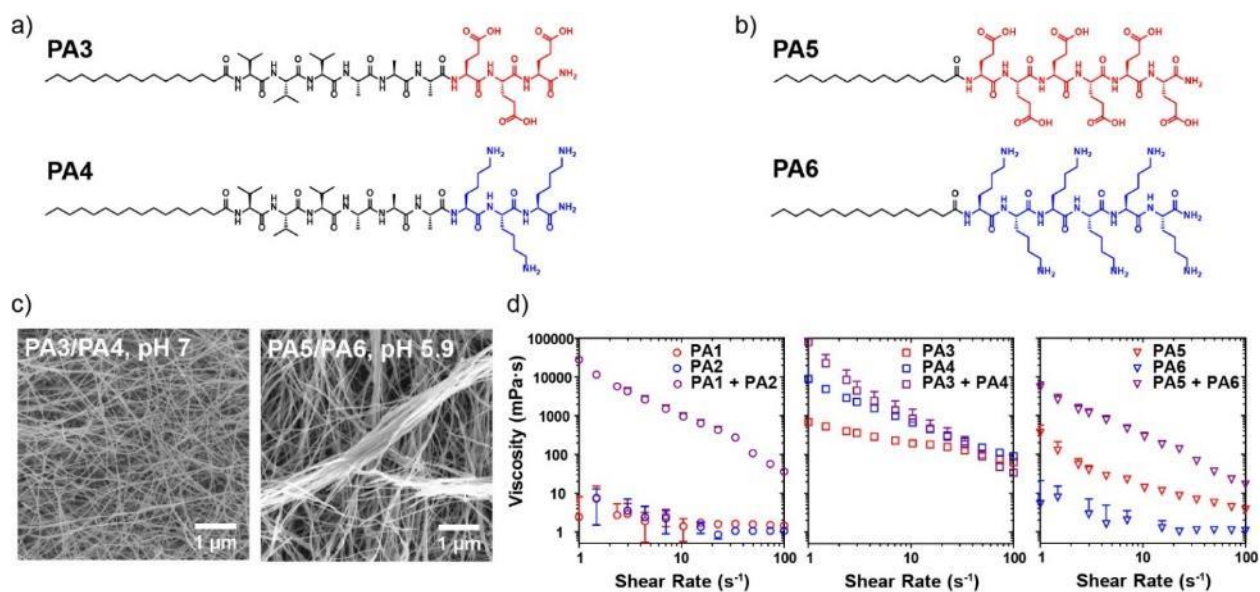 a)
b)
PA3
PA5
PA4
PA6
c)
d)
PA3/PA4, pH 7
1 µm
PA5/PA6, pH 5.9
1 µm
Viscosity (mPa·s)
100000
10000
1000
100
10
1
PA1
PA2
PA1 + PA2
PA3
PA4
PA3 + PA4
PA5
PA6
PA5 + PA6
1 10 100
1 10 100
1 10 100
Shear Rate (s⁻¹)
Shear Rate (s⁻¹)
Shear Rate (s⁻¹)